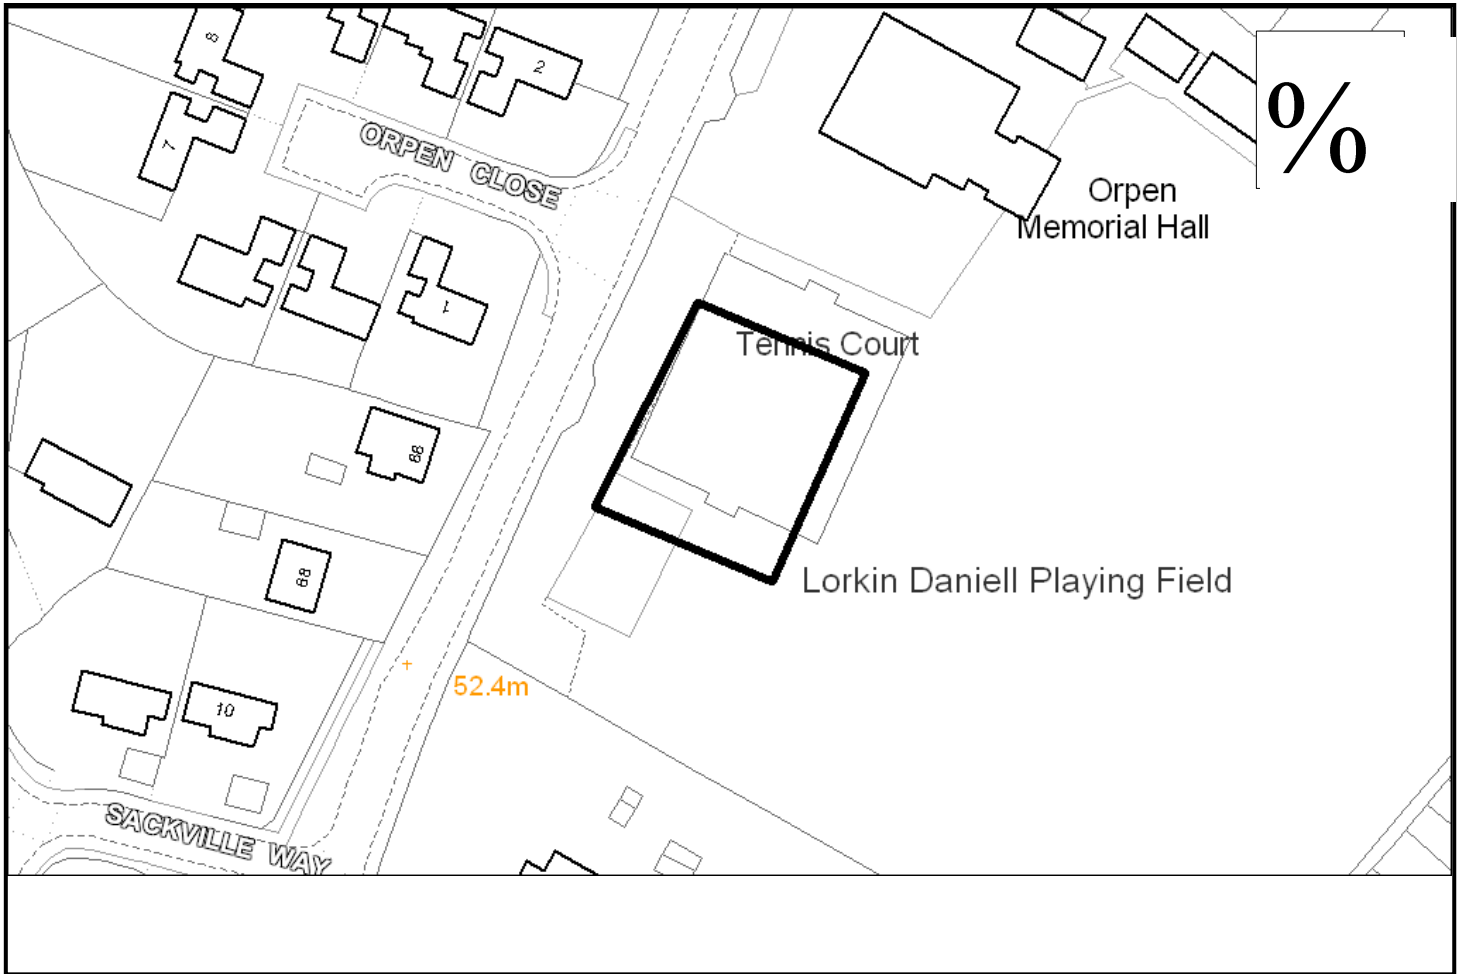 8
2
7
ORPEN CLOSE
%
Orpen
Memorial Hall
1
Tennis Court
88
68
Lorkin Daniell Playing Field
52.4m
10
SACKVILLE WAY